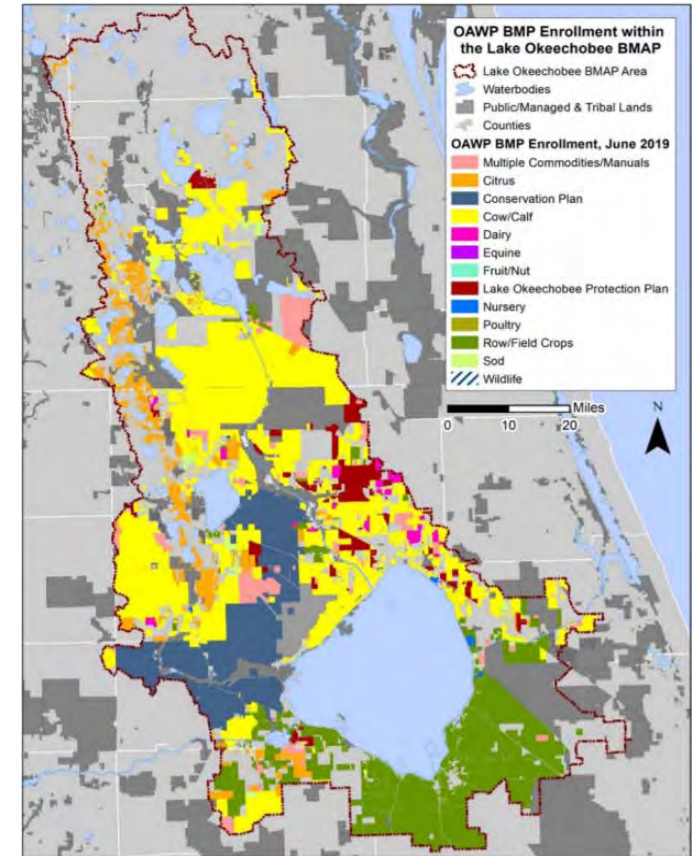 OAWP BMP Enrollment within
the Lake Okeechobee BMAP
Lake Okeechobee BMAP Area
Waterbodies
Public/Managed & Tribal Lands
Counties
OAWP BMP Enrollment, June 2019
Multiple Commodities/Manuals
Citrus
Conservation Plan
Cow/Calf
Dairy
Equine
Fruit/Nut
Lake Okeechobee Protection Plan
Nursery
Poultry
Row/Field Crops
Sod
Wildlife
Miles
0 10 20
N